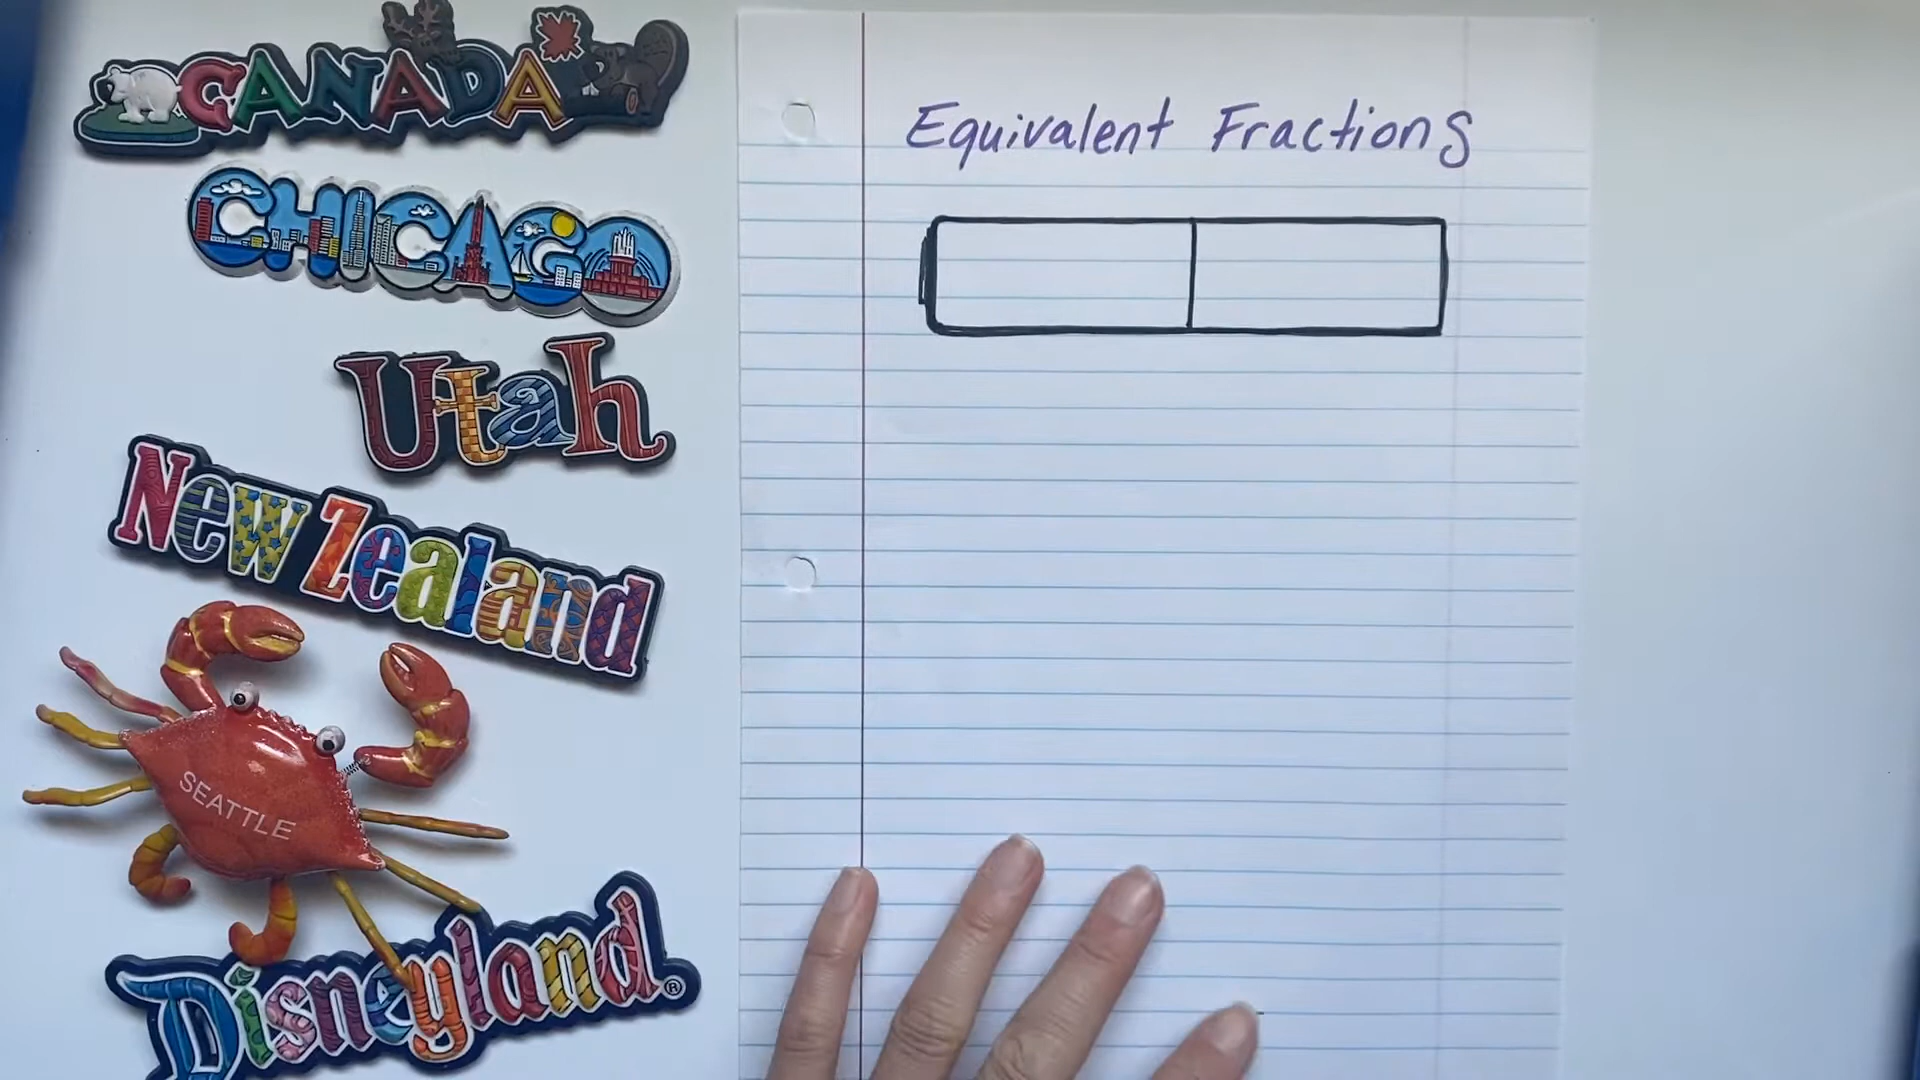 CANADA
CHICAGO
Utah
New Zealand
SEATTLE
Disneyland®
Equivalent Fractions